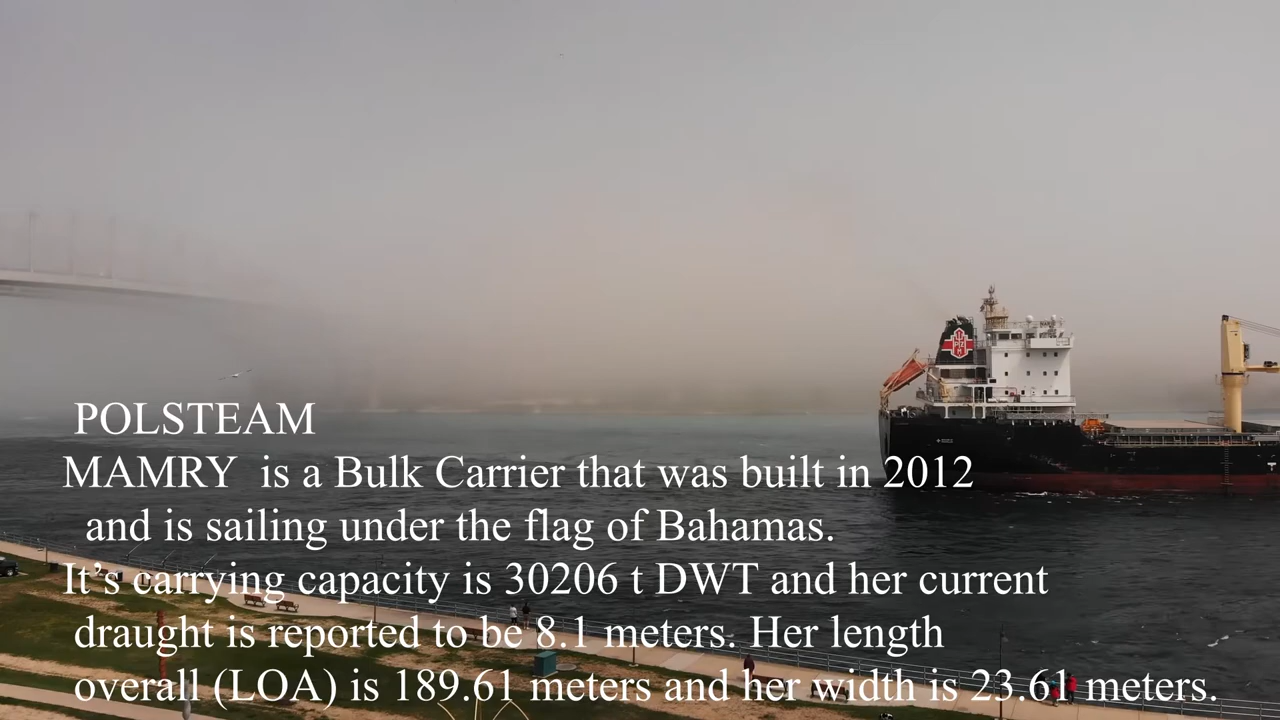 POLSTEAM
MAMRY is a Bulk Carrier that was built in 2012
and is sailing under the flag of Bahamas.
It’s carrying capacity is 30206 t DWT and her current
draught is reported to be 8.1 meters. Her length
overall (LOA) is 189.61 meters and her width is 23.61 meters.